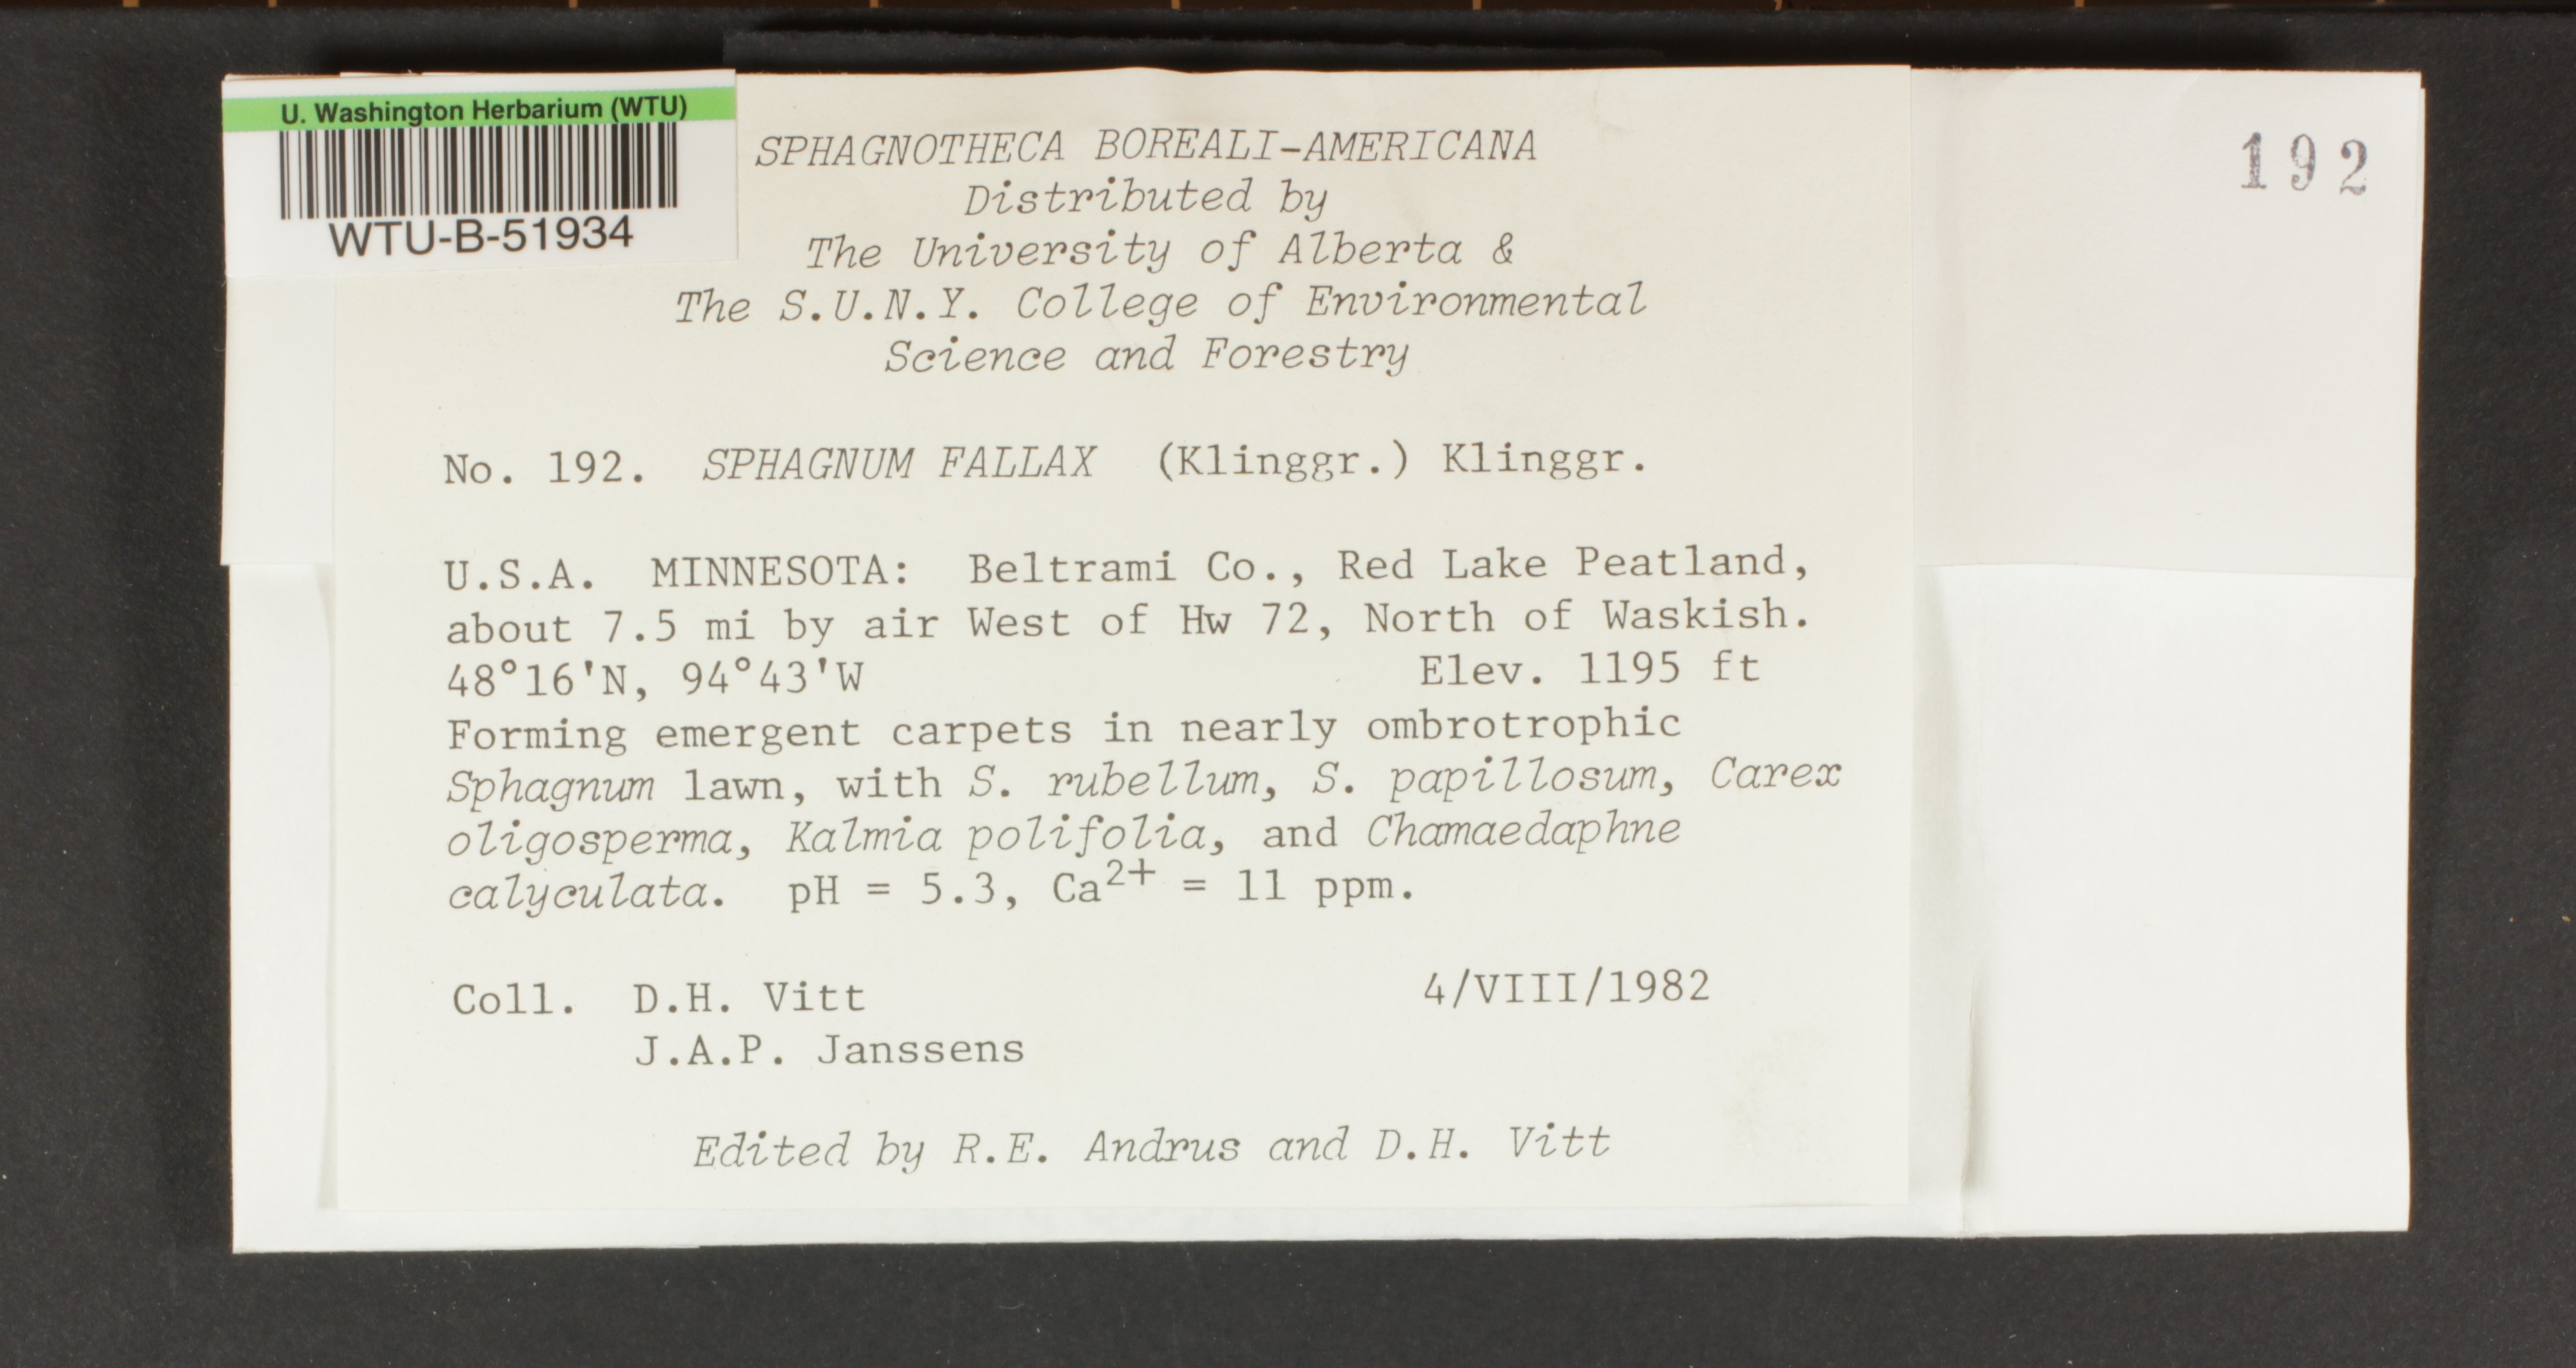 U. Washington Herbarium (WTU)
WTU-B-51934
192
SPHAGNOTHECA BOREALI-AMERICANA
Distributed by
The University of Alberta &
The S.U.N.Y. College of Environmental
Science and Forestry
No. 192. SPHAGNUM FALLAX (Klinggr.) Klinggr.
U.S.A. MINNESOTA: Beltrami Co., Red Lake Peatland,
about 7.5 mi by air West of Hw 72, North of Waskish.
48°16'N, 94°43'W Elev. 1195 ft
Forming emergent carpets in nearly ombrotrophic
Sphagnum lawn, with S. rubellum, S. papillosum, Carex
oligosperma, Kalmia polifolia, and Chamaedaphne
calyculata. pH = 5.3, Ca²⁺ = 11 ppm.
Coll. D.H. Vitt 4/VIII/1982
J.A.P. Janssens
Edited by R.E. Andrus and D.H. Vitt